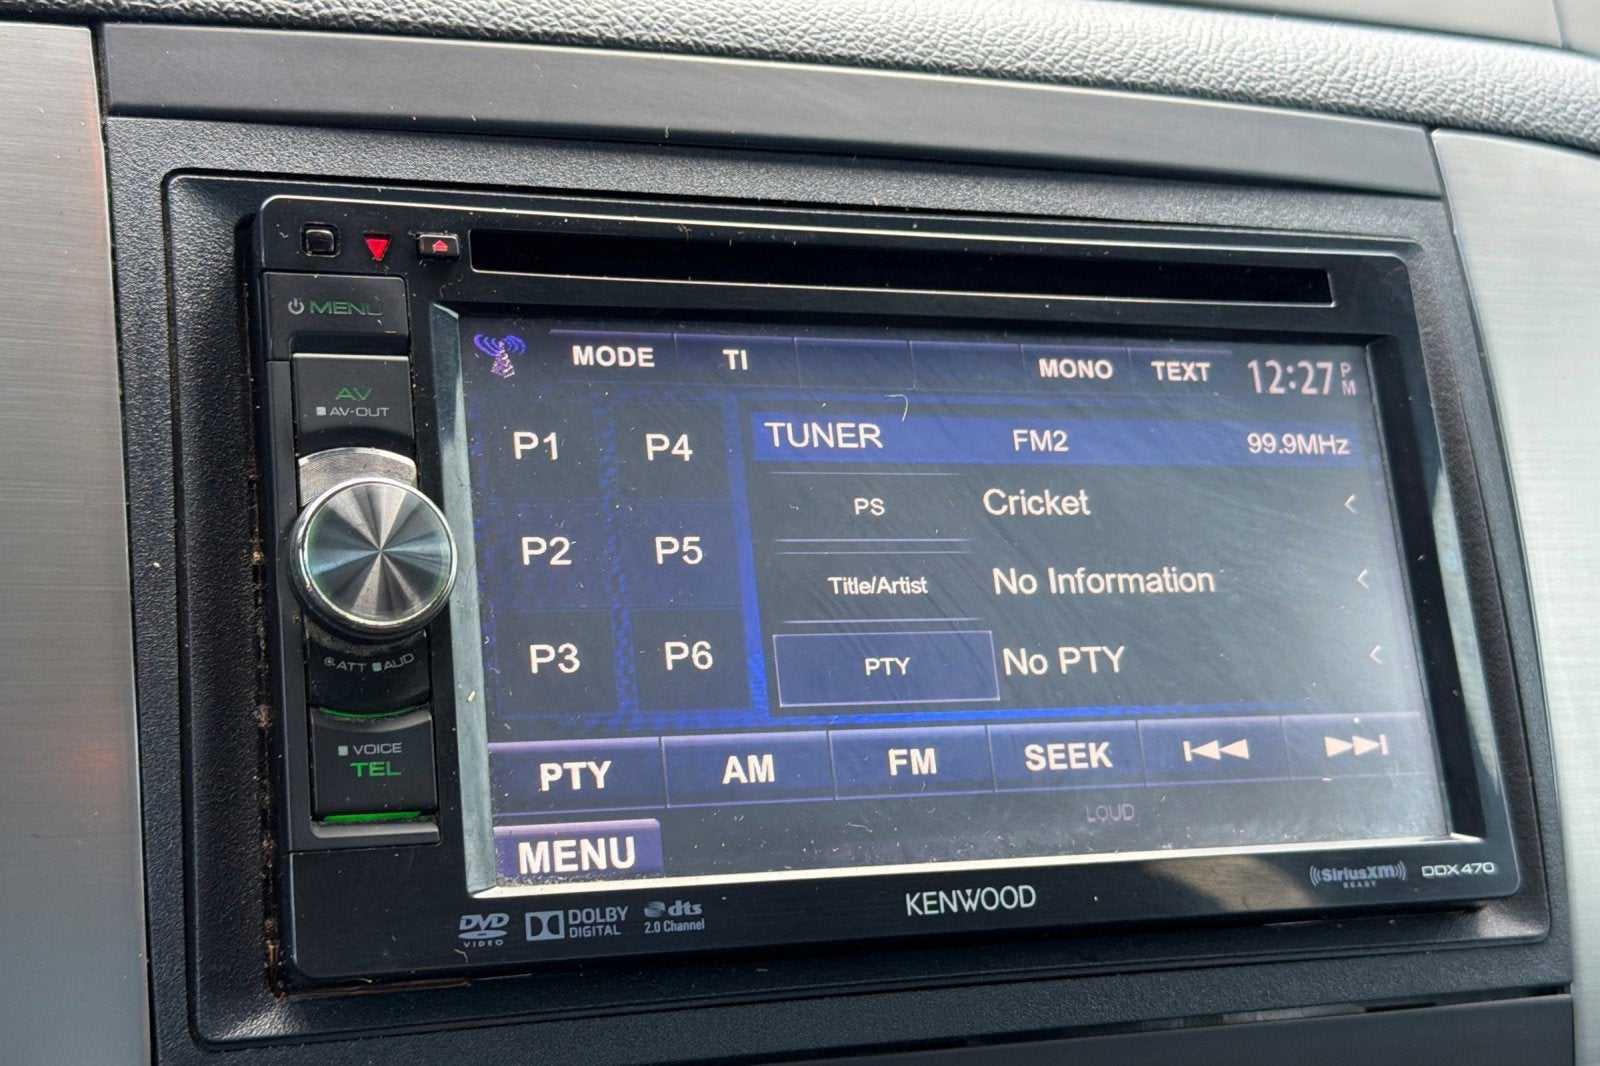 MENU
AV
AV-OUT
ATT AUD
VOICE
TEL
MODE TI MONO TEXT 12:27 PM
P1 P4
P2 P5
P3 P6
TUNER FM2 99.9MHz
PS Cricket
Title/Artist No Information
PTY No PTY
PTY AM FM SEEK
LOUD
MENU
DVD VIDEO
DOLBY DIGITAL
dts 2.0 Channel
KENWOOD
SiriusXM READY
DDX470